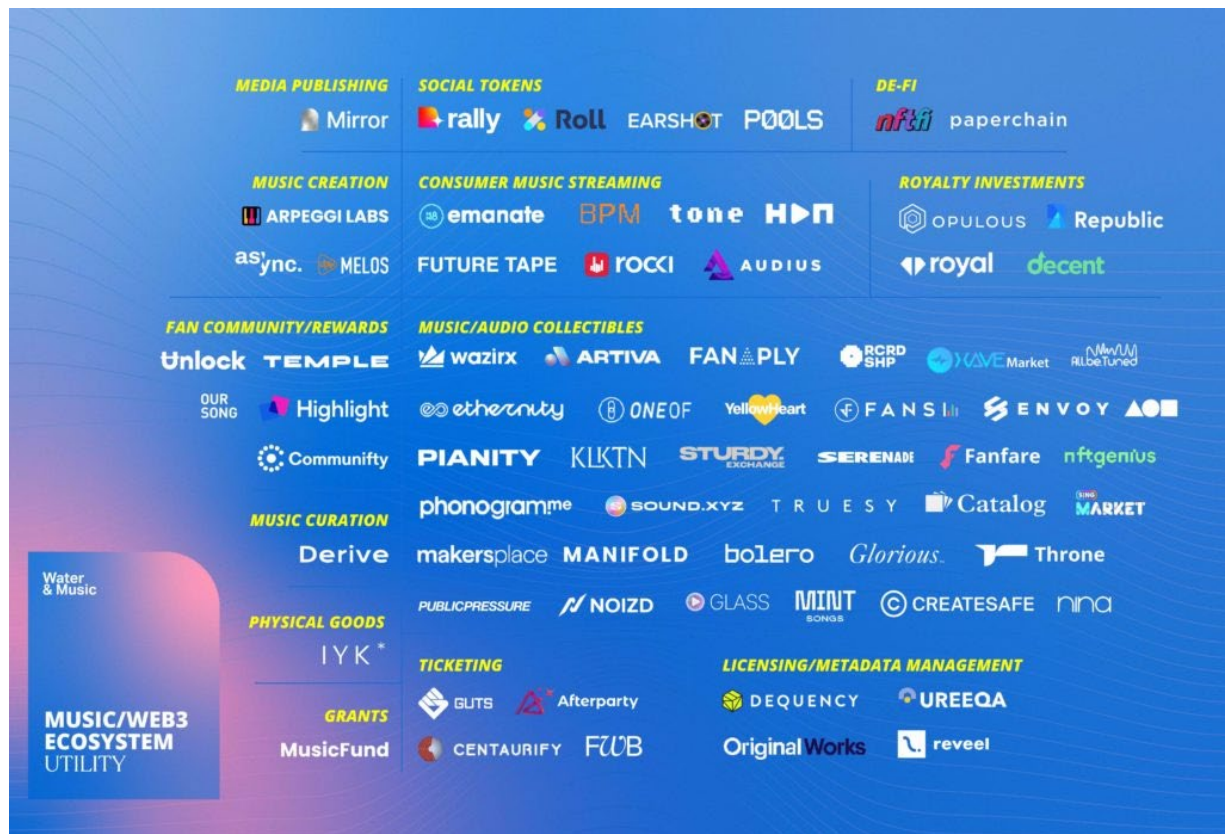 MEDIA PUBLISHING
Mirror
SOCIAL TOKENS
rally Roll EARSHOT PØØLS
DE-FI
nftfi paperchain
MUSIC CREATION
ARPEGGI LABS
async. MELOS
CONSUMER MUSIC STREAMING
emanate BPM tone
FUTURE TAPE rocki AUDIUS
ROYALTY INVESTMENTS
OPULOUS Republic
royal decent
FAN COMMUNITY/REWARDS
Unlock TEMPLE
OUR
SONG
Highlight
Communifty
MUSIC/AUDIO COLLECTIBLES
wazirx ARTIVA FANAPLY
RCRD
SHP
XAVE Market
All.be.Tuned
ethernity ONEOF YellowHeart FANSI ENVOY
PIANITY KLKTN
STURDY
EXCHANGE
SERENADE Fanfare nftgenius
phonogram.me SOUND.XYZ TRUESY Catalog
SING
MARKET
makersplace MANIFOLD bolero Glorious Throne
PUBLICPRESSURE NOIZD GLASS
MINT
SONGS
CREATESAFE nina
MUSIC CURATION
Derive
PHYSICAL GOODS
IYK*
GRANTS
MusicFund
TICKETING
GUTS Afterparty
CENTAURIFY FWB
LICENSING/METADATA MANAGEMENT
DEQUENCY UREEQA
OriginalWorks reveel
Water
& Music
MUSIC/WEB3
ECOSYSTEM
UTILITY